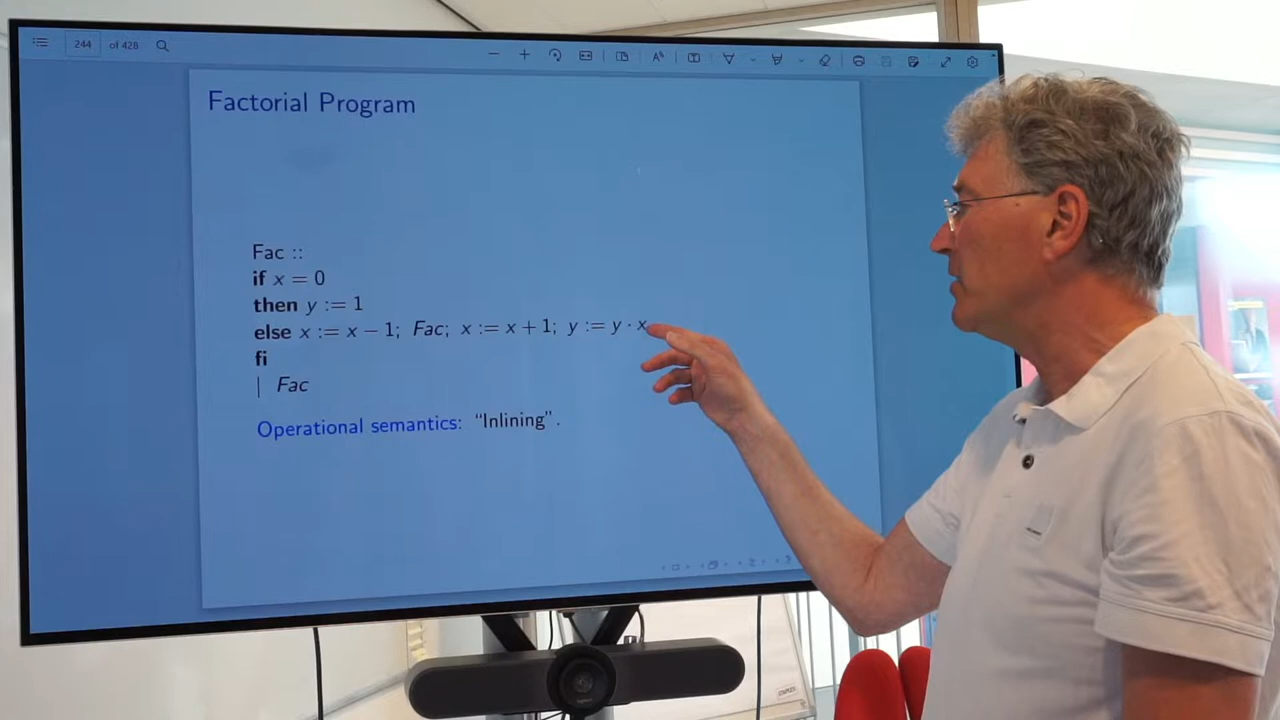 244 of 428
Factorial Program
Fac ::
if x = 0
then y := 1
else x := x − 1; Fac; x := x + 1; y := y · x
fi
| Fac
Operational semantics: “Inlining”.
STAPLES